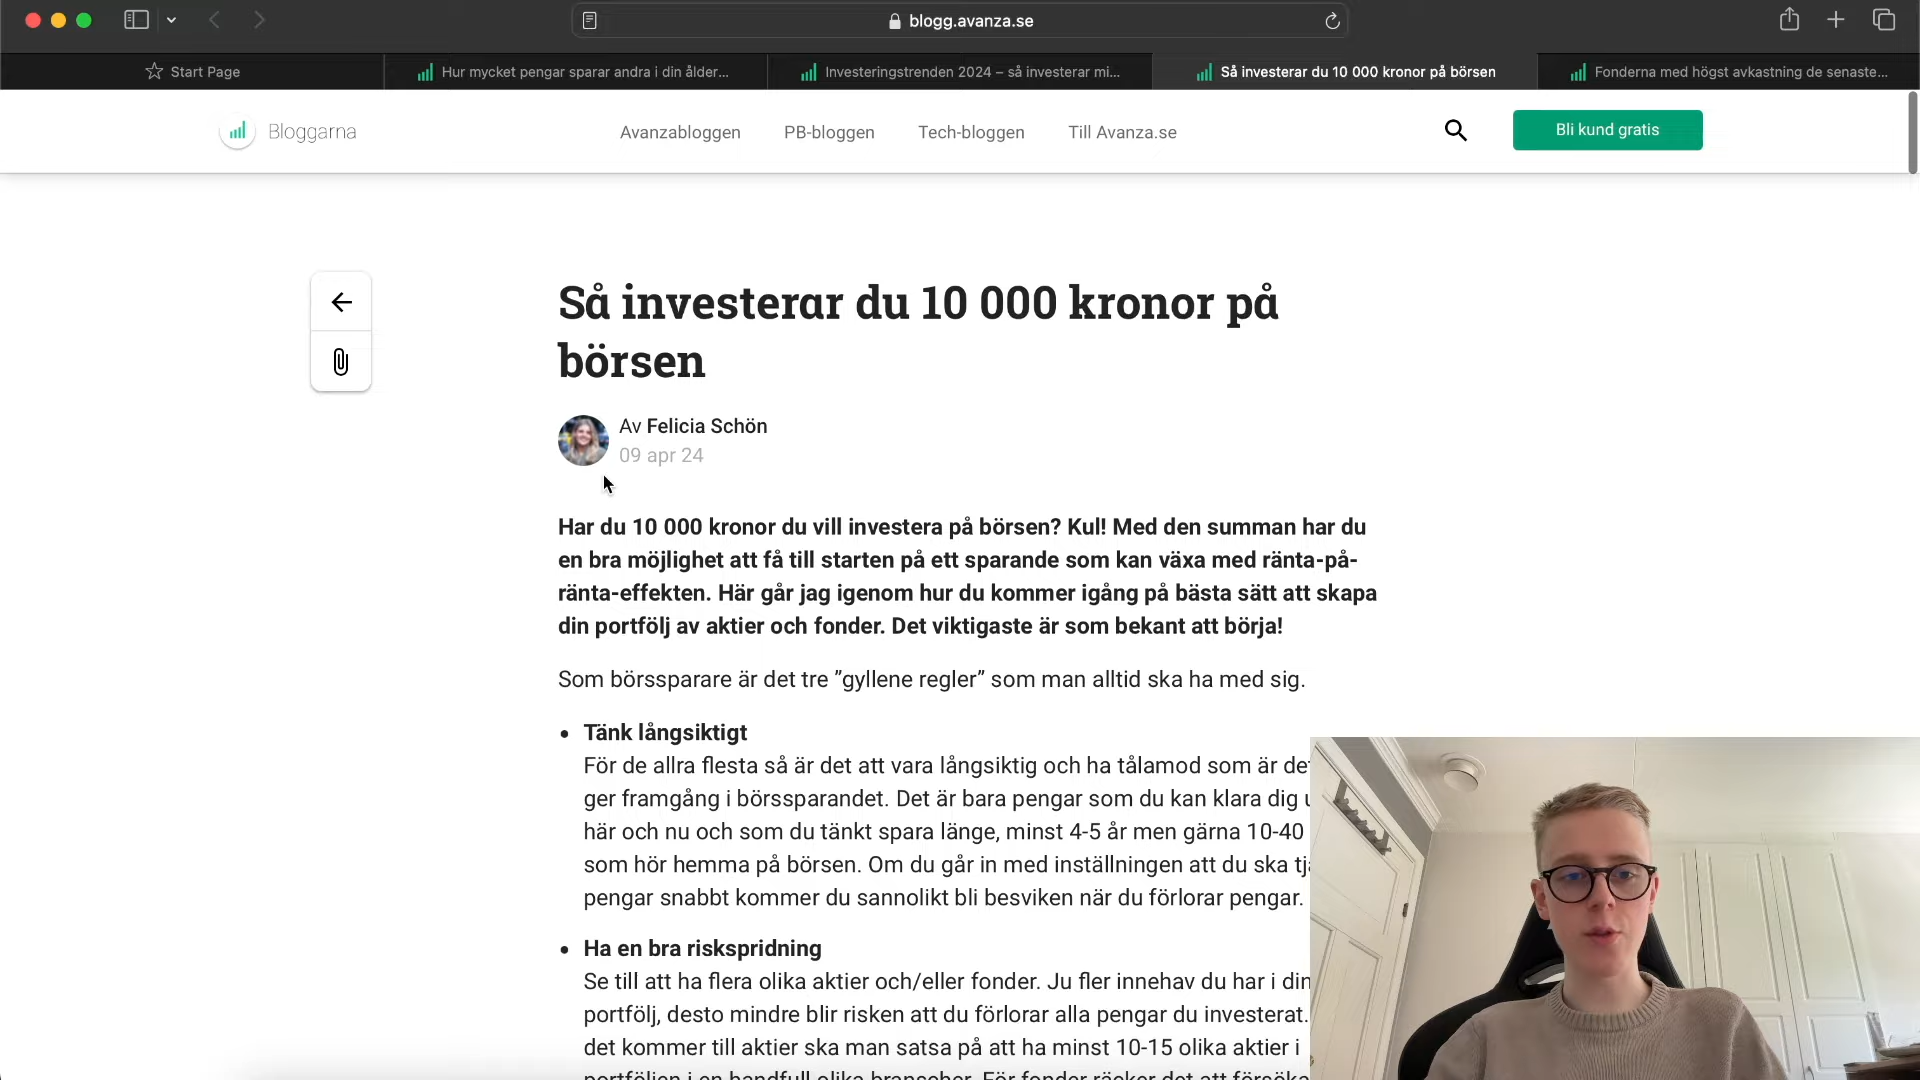 blogg.avanza.se
Start Page
Hur mycket pengar sparar andra i din ålder...
Investeringstrenden 2024 – så investerar mi...
Så investerar du 10 000 kronor på börsen
Fonderna med högst avkastning de senaste...
Bloggarna
Avanzabloggen
PB-bloggen
Tech-bloggen
Till Avanza.se
Bli kund gratis
Så investerar du 10 000 kronor på
börsen
Av Felicia Schön
09 apr 24
Har du 10 000 kronor du vill investera på börsen? Kul! Med den summan har du
en bra möjlighet att få till starten på ett sparande som kan växa med ränta-på-
ränta-effekten. Här går jag igenom hur du kommer igång på bästa sätt att skapa
din portfölj av aktier och fonder. Det viktigaste är som bekant att börja!
Som börssparare är det tre ”gyllene regler” som man alltid ska ha med sig.
• Tänk långsiktigt
För de allra flesta så är det att vara långsiktig och ha tålamod som är
ger framgång i börssparandet. Det är bara pengar som du kan klara dig
här och nu och som du tänkt spara länge, minst 4-5 år men gärna 10-40
som hör hemma på börsen. Om du går in med inställningen att du ska
pengar snabbt kommer du sannolikt bli besviken när du förlorar pengar.
• Ha en bra riskspridning
Se till att ha flera olika aktier och/eller fonder. Ju fler innehav du har i din
portfölj, desto mindre blir risken att du förlorar alla pengar du investerat.
det kommer till aktier ska man satsa på att ha minst 10-15 olika aktier i
portföljen i en handfull olika branscher. För fonder räcker det att försöka